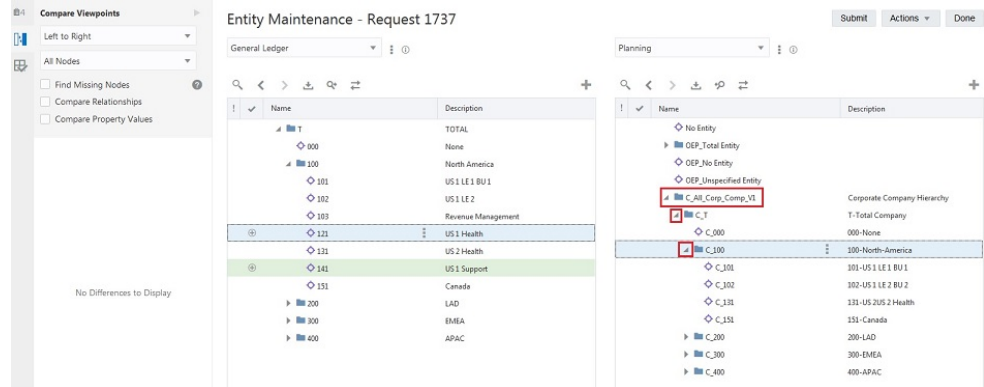 4
Compare Viewpoints
Left to Right
All Nodes
Find Missing Nodes
Compare Relationships
Compare Property Values
No Differences to Display
Entity Maintenance - Request 1737
Submit Actions Done
General Ledger
Name Description
T TOTAL
000 None
100 North America
101 US 1 LE 1 BU 1
102 US 1 LE 2
103 Revenue Management
121 US 1 Health
131 US 2 Health
141 US 1 Support
151 Canada
200 LAD
300 EMEA
400 APAC
Planning
Name Description
No Entity
OEP_Total Entity
OEP_No Entity
OEP_Unspecified Entity
C_All_Corp_Comp_V1 Corporate Company Hierarchy
C_T T-Total Company
C_000 000-None
C_100 100-North-America
C_101 101-US 1 LE 1 BU 1
C_102 102-US 1 LE 2 BU 2
C_131 131-US 2US 2 Health
C_151 151-Canada
C_200 200-LAD
C_300 300-EMEA
C_400 400-APAC